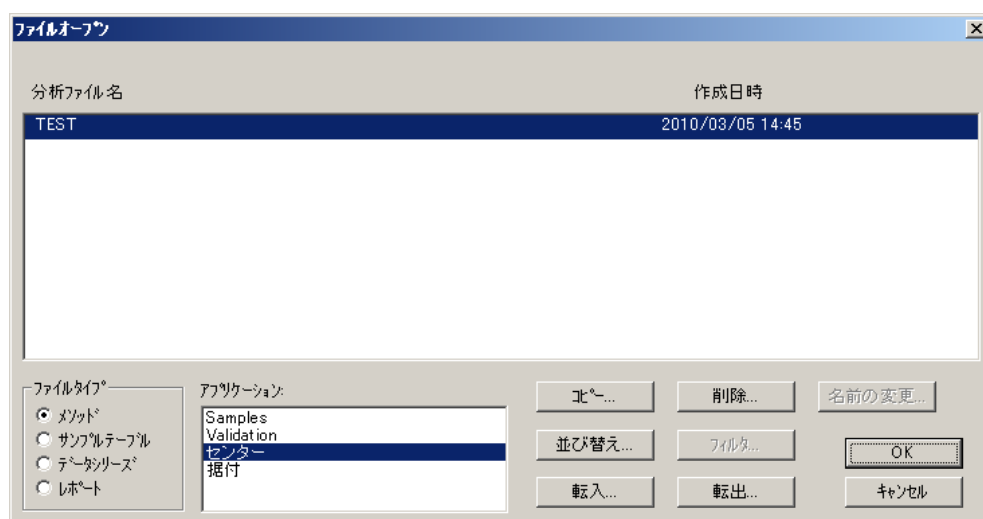 ﾌｧｲﾙｵｰﾌﾟﾝ
分析ﾌｧｲﾙ名 作成日時
TEST 2010/03/05 14:45
ﾌｧｲﾙﾀｲﾌﾟ
ﾒｿｯﾄﾞ
ｻﾝﾌﾟﾙﾃｰﾌﾞﾙ
ﾃﾞｰﾀｼﾘｰｽﾞ
ﾚﾎﾟｰﾄ
ｱﾌﾟﾘｹｰｼｮﾝ:
Samples
Validation
センター
据付
ｺﾋﾟｰ... 削除... 名前の変更...
並び替え... ﾌｨﾙﾀ... OK
転入... 転出... ｷｬﾝｾﾙ